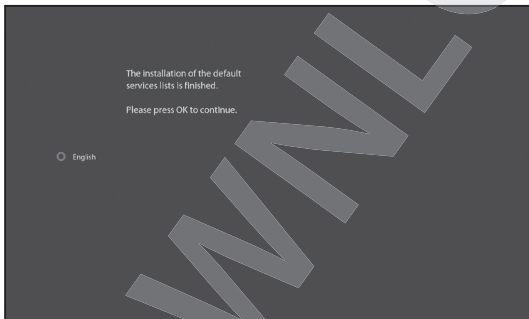 The installation of the default
services lists is finished.
Please press OK to continue.
English
WNL